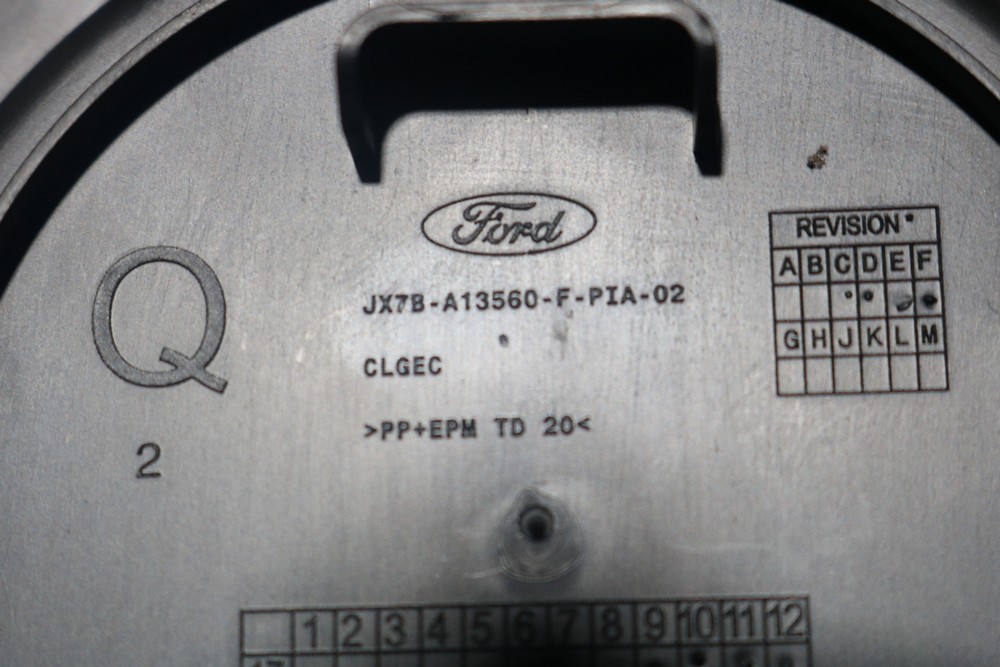 Ford
JX7B-A13560-F-PIA-02
CLGEC
>PP+EPM TD 20<
Q
2
REVISION
A B C D E F
G H J K L M
1 2 3 4 5 6 7 8 9 10 11 12